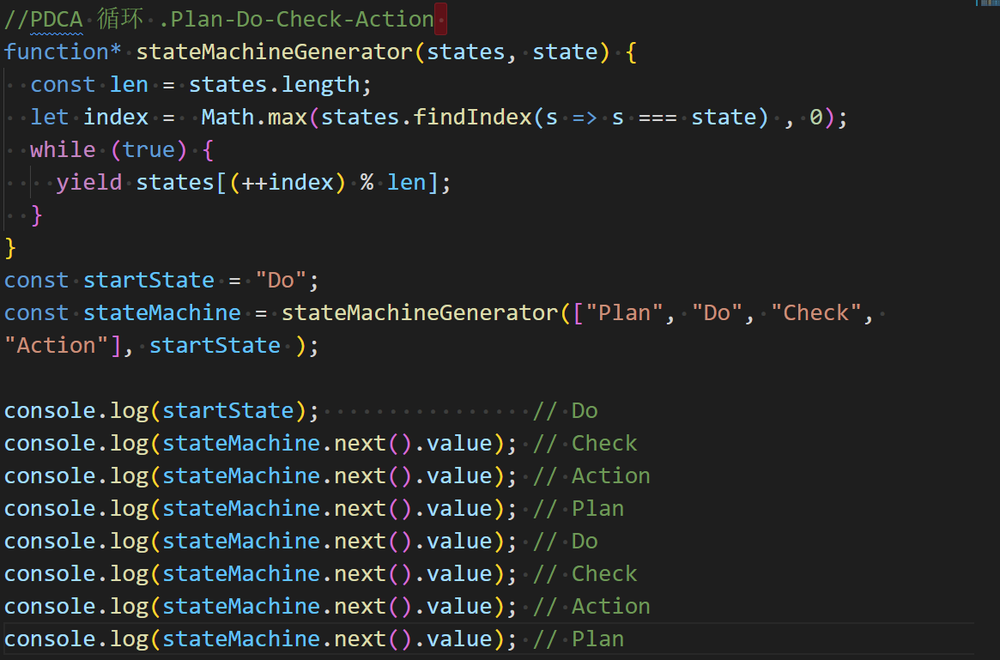 //PDCA 循环 .Plan-Do-Check-Action
function* stateMachineGenerator(states, state) {
  const len = states.length;
  let index =  Math.max(states.findIndex(s => s === state) , 0);
  while (true) {
    yield states[(++index) % len];
  }
}
const startState = "Do";
const stateMachine = stateMachineGenerator(["Plan", "Do", "Check",
"Action"], startState );
console.log(startState);                // Do
console.log(stateMachine.next().value); // Check
console.log(stateMachine.next().value); // Action
console.log(stateMachine.next().value); // Plan
console.log(stateMachine.next().value); // Do
console.log(stateMachine.next().value); // Check
console.log(stateMachine.next().value); // Action
console.log(stateMachine.next().value); // Plan